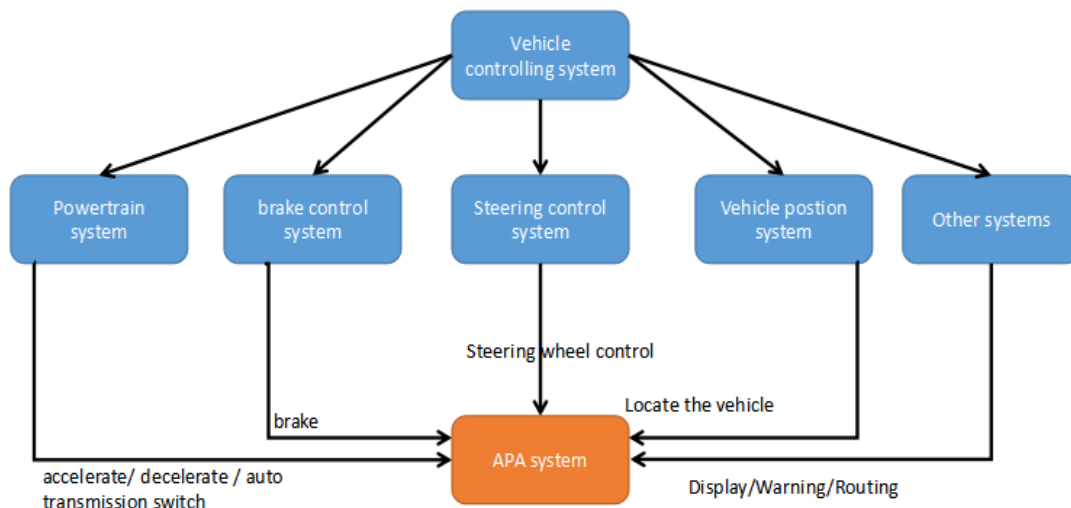 Vehicle
controlling system
Powertrain
system
brake control
system
Steering control
system
Vehicle postion
system
Other systems
Steering wheel control
Locate the vehicle
brake
APA system
accelerate/ decelerate / auto
transmission switch
Display/Warning/Routing